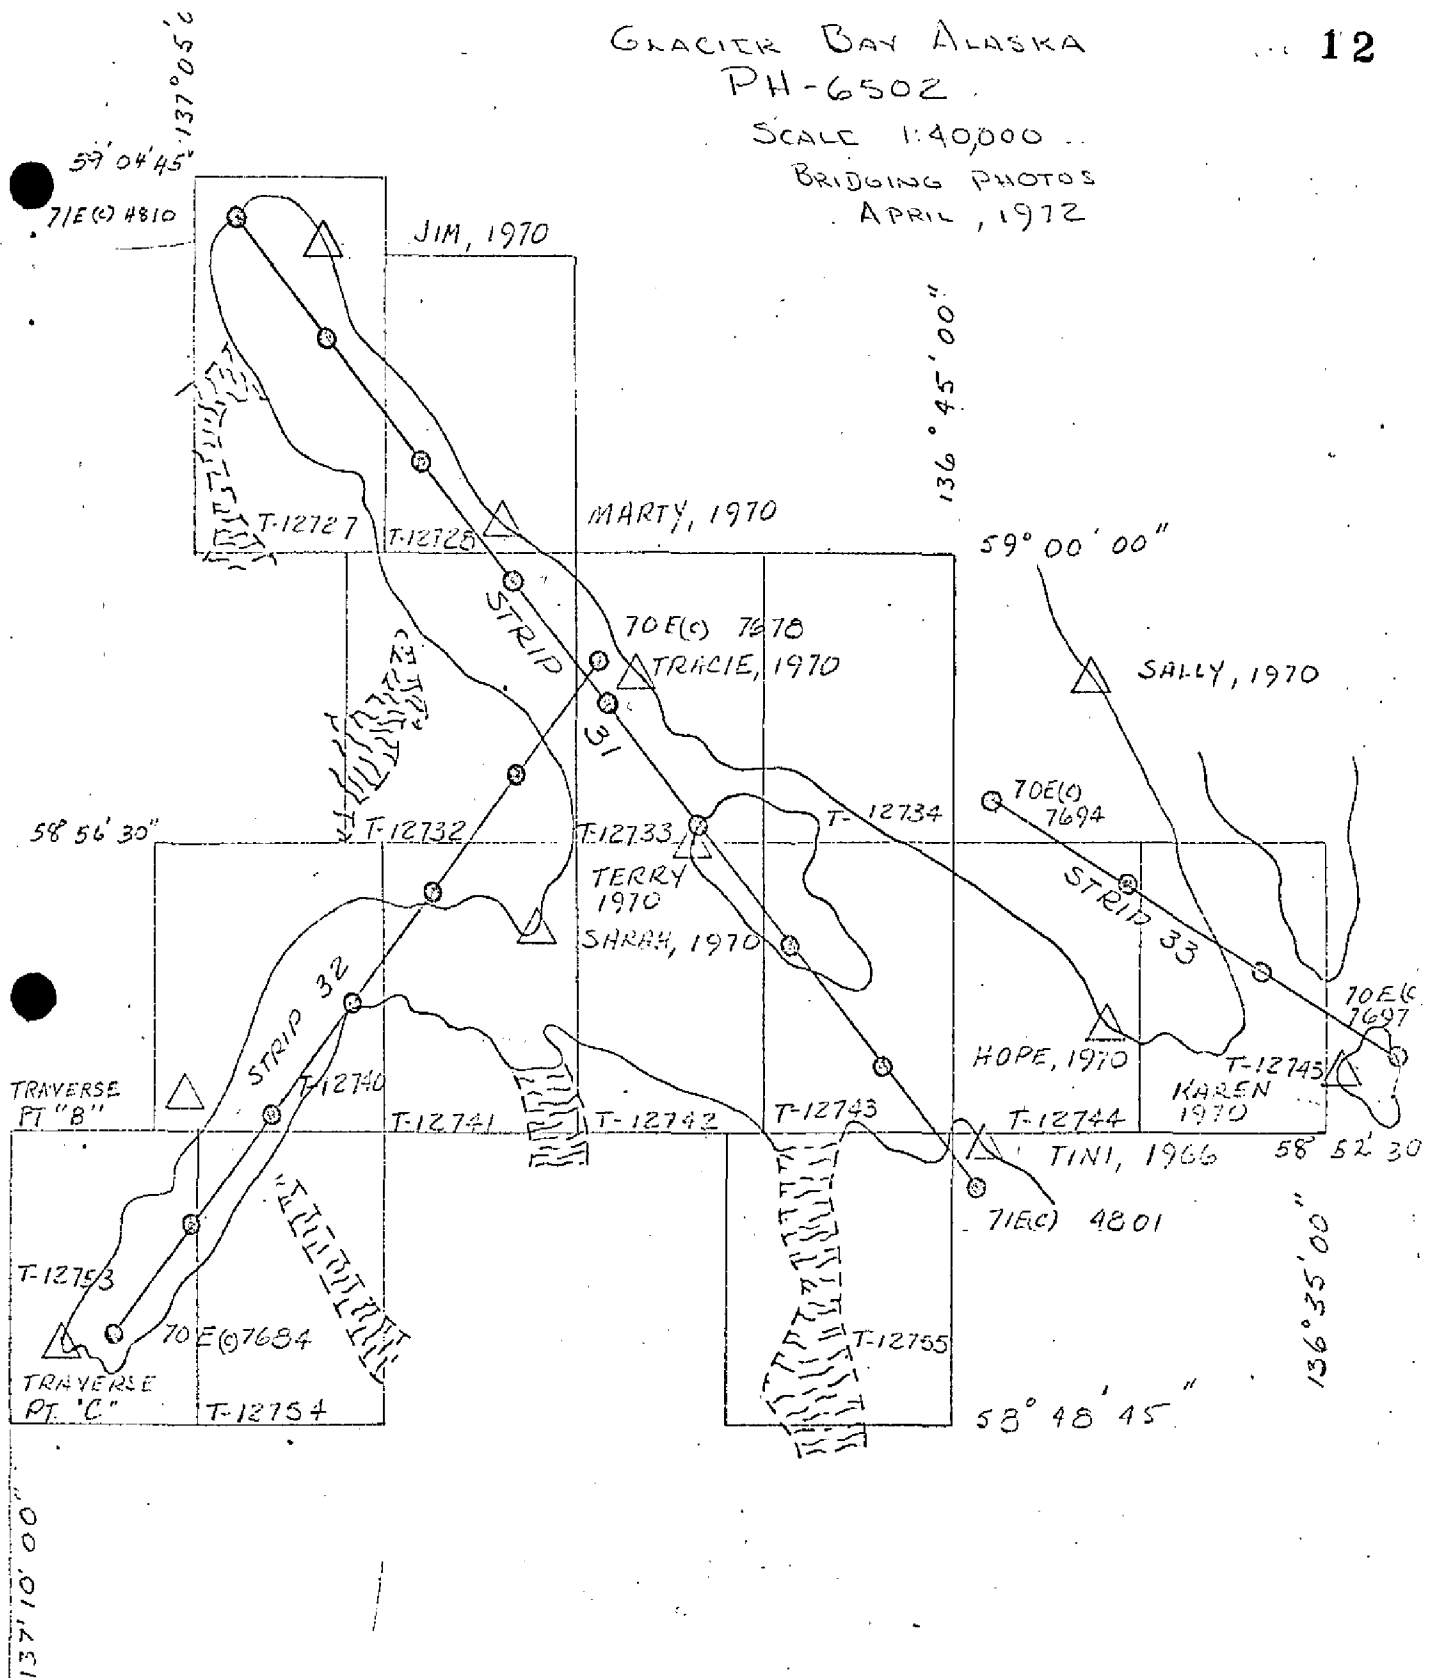 GLACIER BAY ALASKA
12
PH-6502
SCALE 1:40,000
BRIDGING PHOTOS
APRIL, 1972
137°05'
59°04'45"
71E(C) 4810
JIM, 1970
136°45'00"
T-12727
T-12728
MARTY, 1970
59°00'00"
STRIP 31
70E(C) 7678
TRACIE, 1970
SALLY, 1970
70E(C)
7694
58 56'30"
T-12732
T-12733
T-12734
TERRY
1970
SARAH, 1970
STRIP 33
STRIP 32
70E(C
7697
HOPE, 1970
T-12745
KAREN
1970
TRAVERSE
PT "B"
T-12740
T-12741
T-12742
T-12743
T-12744
TINI, 1966
58° 52' 30
71E(C) 4801
T-12753
70E(C) 7684
T-12755
136°35'00"
TRAVERSE
PT. "C"
T-12754
58° 48' 45"
137°10'00"